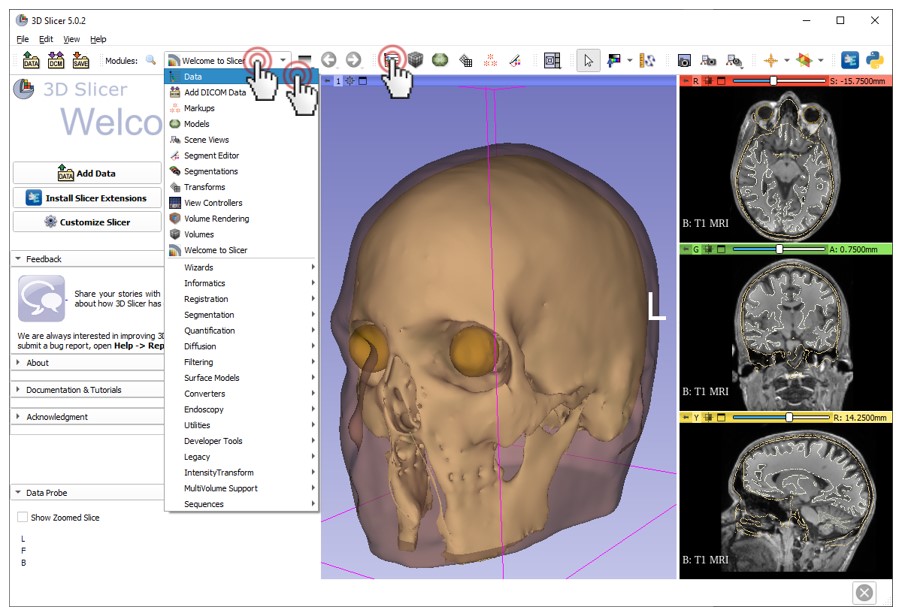 3D Slicer 5.0.2
File Edit View Help
DATA DCM SAVE Modules: Welcome to Slicer
3D Slicer
Welco
DATA Add Data
Install Slicer Extensions
Customize Slicer
Feedback
Share your stories with
about how 3D Slicer has
We are always interested in improving 3D
submit a bug report, open Help -> Rep
About
Documentation & Tutorials
Acknowledgment
Data Probe
Show Zoomed Slice
L
F
B
Data
Add DICOM Data
Markups
Models
Scene Views
Segment Editor
Segmentations
Transforms
View Controllers
Volume Rendering
Volumes
Welcome to Slicer
Wizards
Informatics
Registration
Segmentation
Quantification
Diffusion
Filtering
Surface Models
Converters
Endoscopy
Utilities
Developer Tools
Legacy
IntensityTransform
MultiVolume Support
Sequences
1
L
R S: -15.7500mm
B: T1 MRI
G A: 0.7500mm
B: T1 MRI
Y R: 14.2500mm
B: T1 MRI